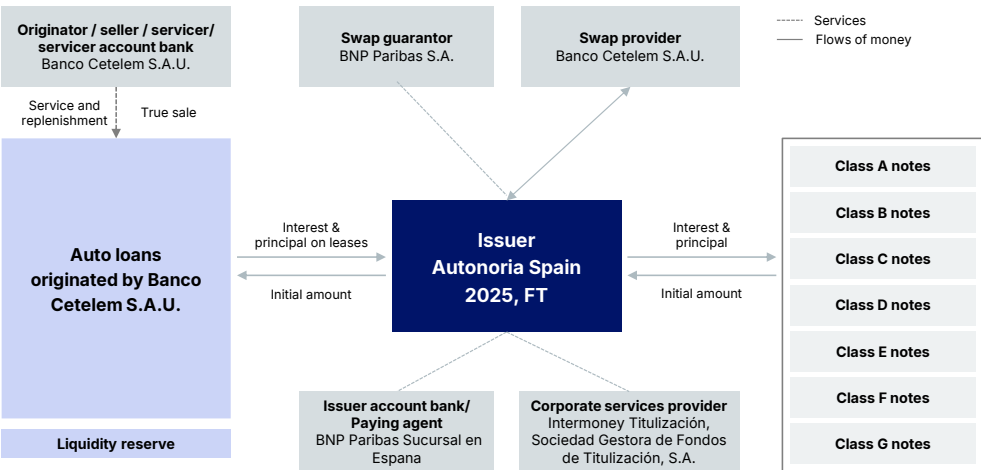 Originator / seller / servicer/
servicer account bank
Banco Cetelem S.A.U.
Swap guarantor
BNP Paribas S.A.
Swap provider
Banco Cetelem S.A.U.
Services
Flows of money
Service and
replenishment
True sale
Auto loans
originated by Banco
Cetelem S.A.U.
Liquidity reserve
Interest &
principal on leases
Initial amount
Issuer
Autonoria Spain
2025, FT
Interest &
principal
Initial amount
Class A notes
Class B notes
Class C notes
Class D notes
Class E notes
Class F notes
Class G notes
Issuer account bank/
Paying agent
BNP Paribas Sucursal en
Espana
Corporate services provider
Intermoney Titulización,
Sociedad Gestora de Fondos
de Titulización, S.A.